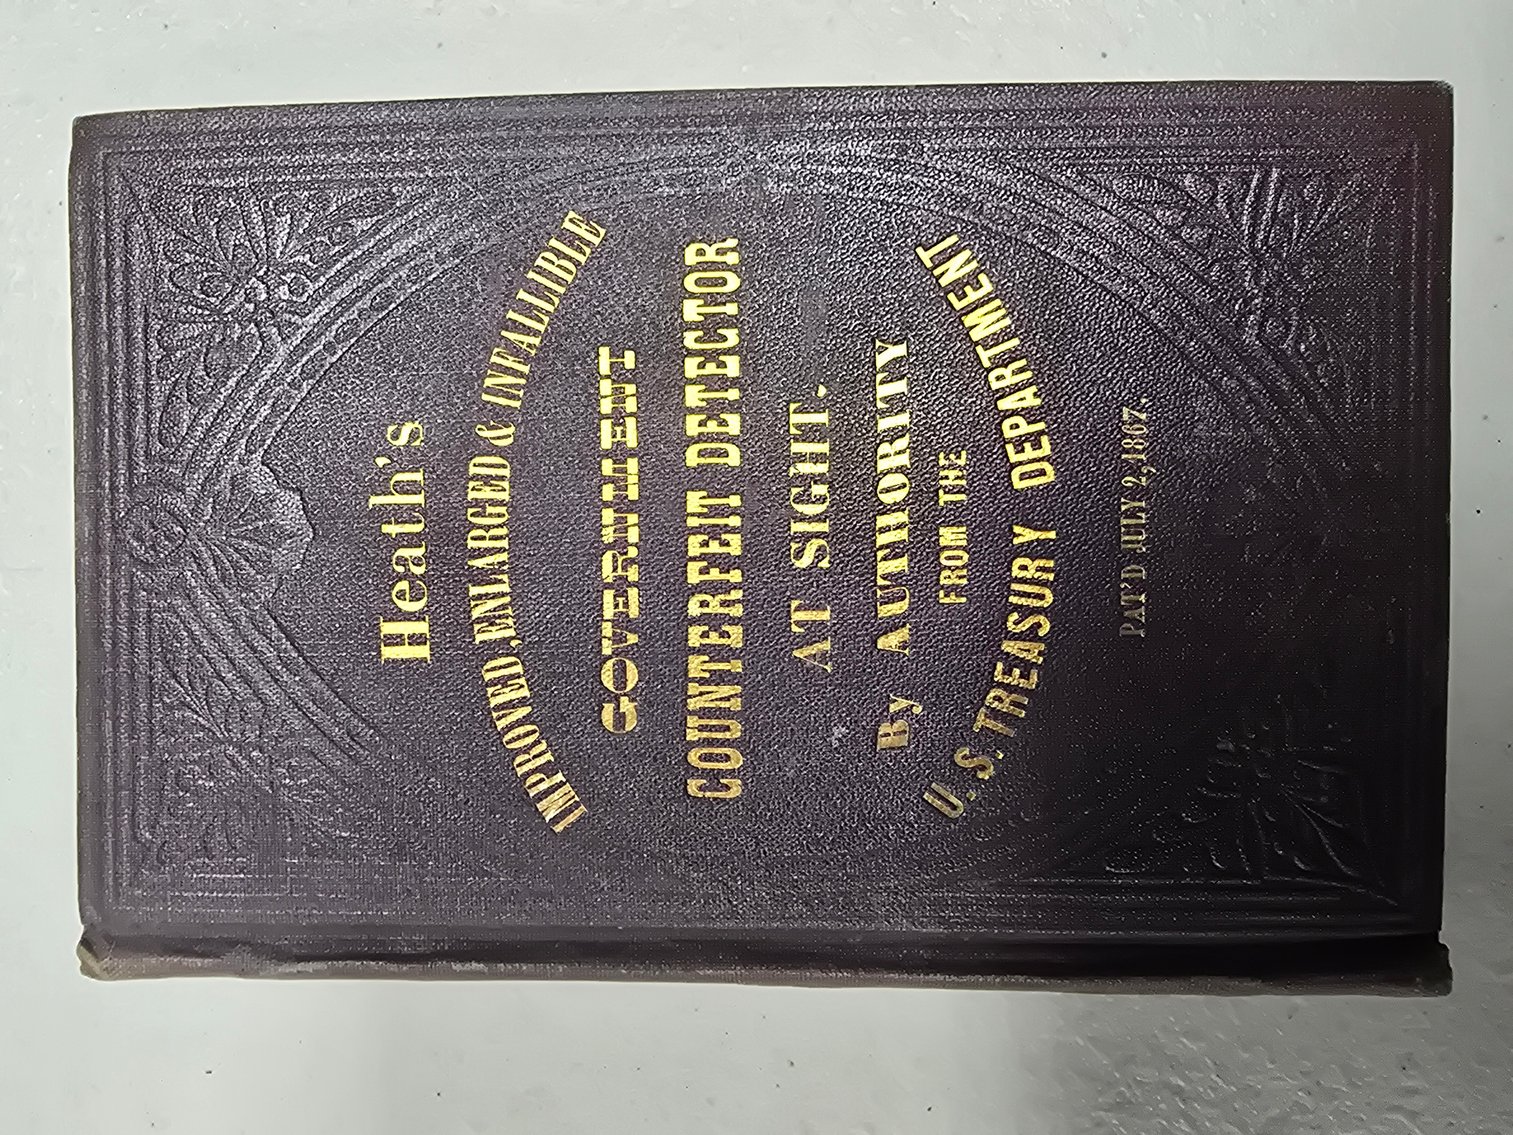 Heath's
IMPROVED, ENLARGED & INFALLIBLE
GOVERNMENT
COUNTERFEIT DETECTOR
AT SIGHT.
By AUTHORITY
FROM THE
U.S. TREASURY DEPARTMENT
PAT'D JULY 2, 1867.